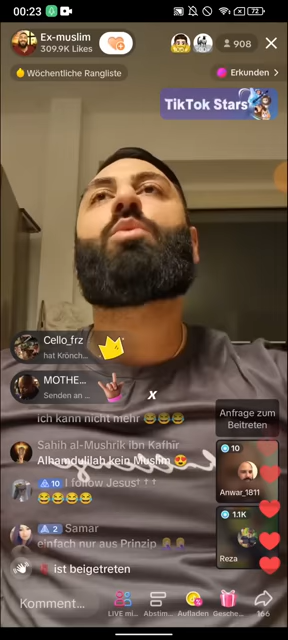 00:23
72
Ex-muslim
309.9K Likes
908
Wöchentliche Rangliste
Erkunden >
TikTok Stars
Cello_frz
hat Krönch...
MOTHE...
Senden an ...
x
ich kann nicht mehr 😂😂😂
Anfrage zum
Beitreten
Sahih al-Mushrik ibn Kafhir
Alhamdulilah kein Muslim 😍
10
Anwar_1811
10 I follow Jesus✝✝✝
😂😂😂😂
1.1K
Reza
2 Samar
einfach nur aus Prinzip
ist beigetreten
Komment...
LIVE mi...
Abstim...
Aufladen
Gesche...
166